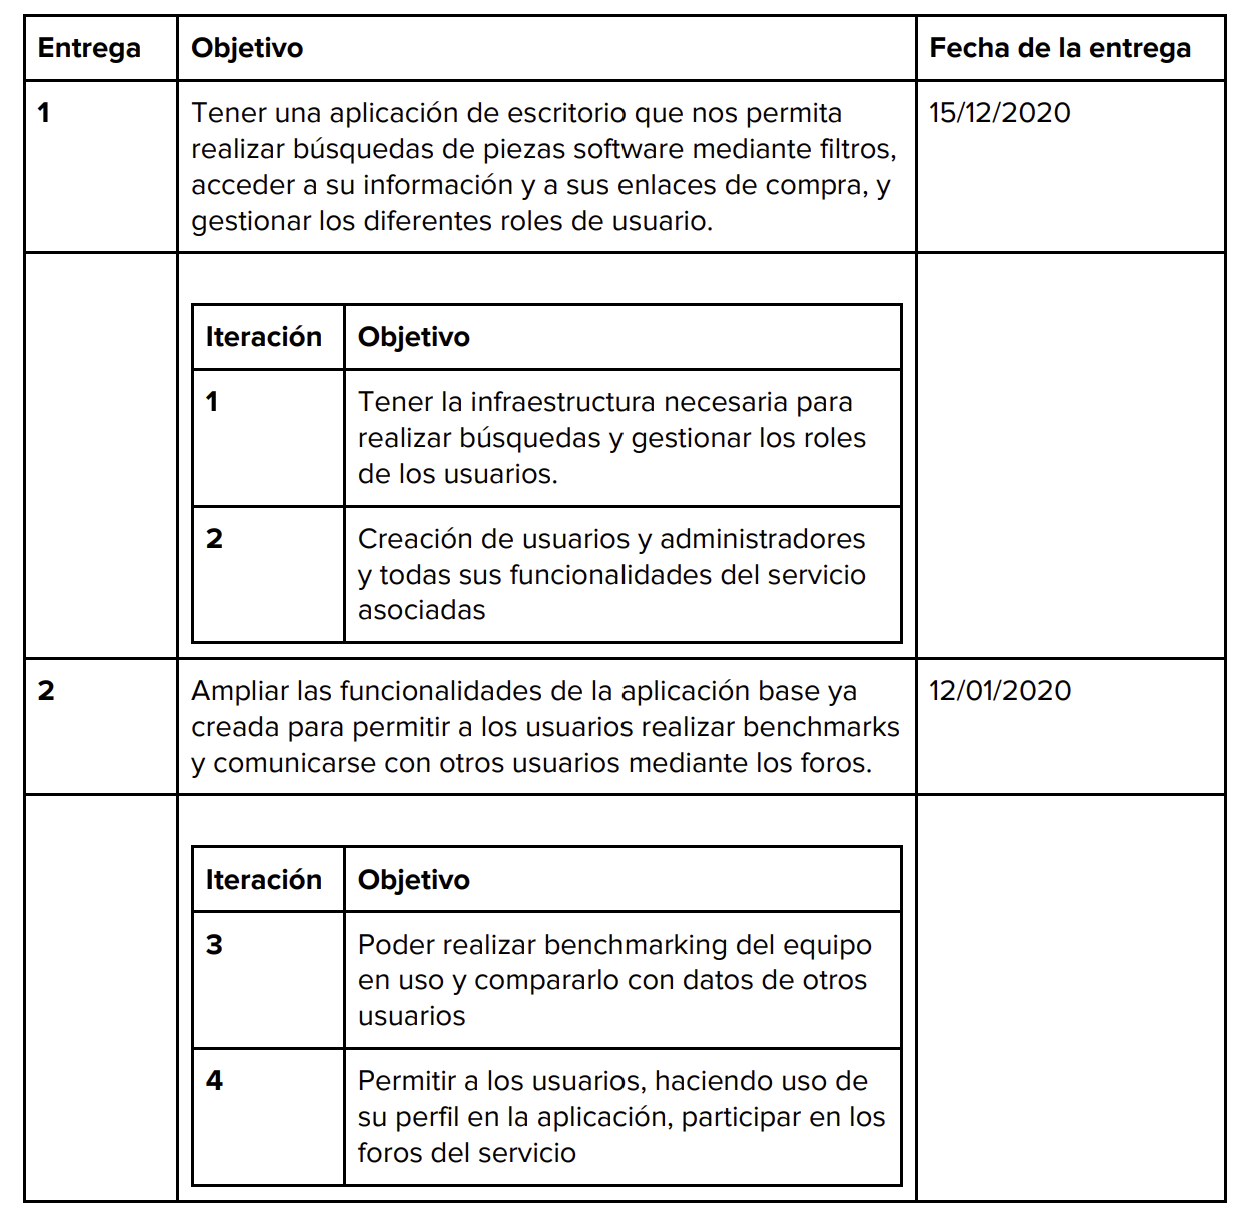 Entrega Objetivo Fecha de la entrega
1 Tener una aplicación de escritorio que nos permita 15/12/2020
realizar búsquedas de piezas software mediante filtros,
acceder a su información y a sus enlaces de compra, y
gestionar los diferentes roles de usuario.
Iteración Objetivo
1 Tener la infraestructura necesaria para
realizar búsquedas y gestionar los roles
de los usuarios.
2 Creación de usuarios y administradores
y todas sus funcionalidades del servicio
asociadas
2 Ampliar las funcionalidades de la aplicación base ya 12/01/2020
creada para permitir a los usuarios realizar benchmarks
y comunicarse con otros usuarios mediante los foros.
Iteración Objetivo
3 Poder realizar benchmarking del equipo
en uso y compararlo con datos de otros
usuarios
4 Permitir a los usuarios, haciendo uso de
su perfil en la aplicación, participar en los
foros del servicio